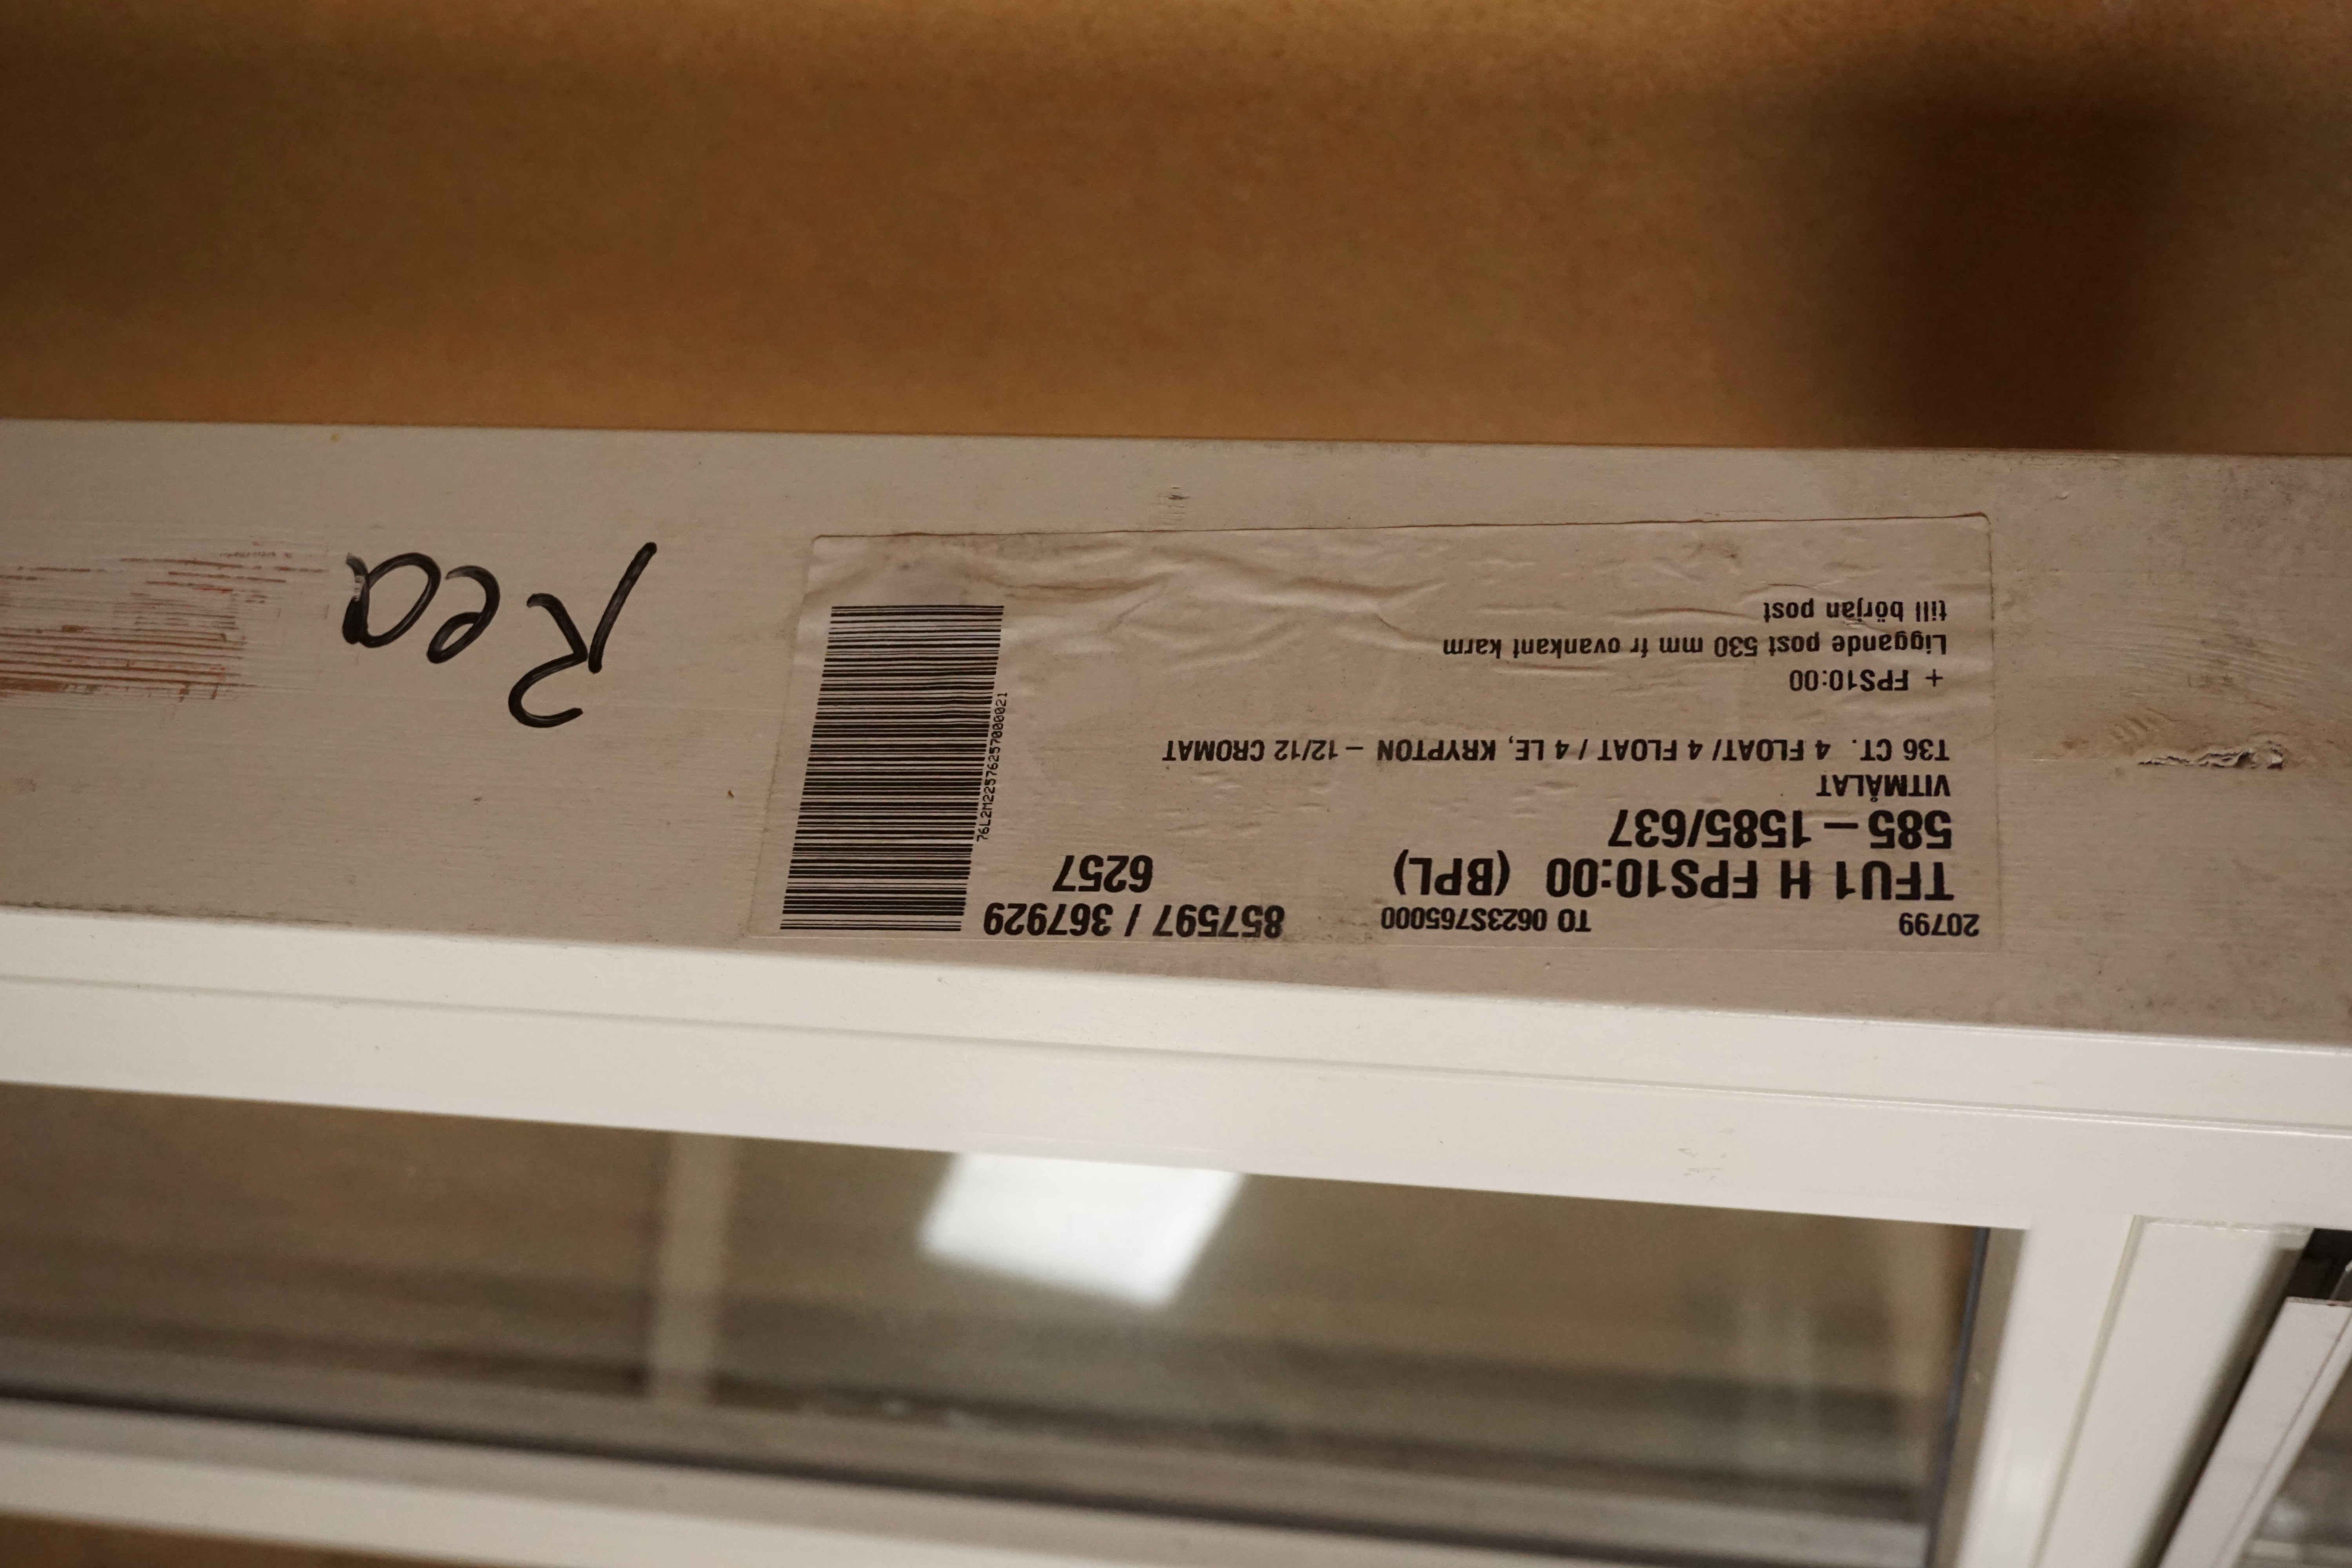 20799 TO 0623S765000 857597 / 367929
TFU1 H FPS10:00 (BPL) 6257
585 – 1585/637
VITMÅLAT
T36 CT. 4 FLOAT/ 4 FLOAT / 4 LE, KRYPTON – 12/12 CROMAT
+ FPS10:00
Liggande post 530 mm fr ovankant karm
till början post
76L2M22576257000021
Rea